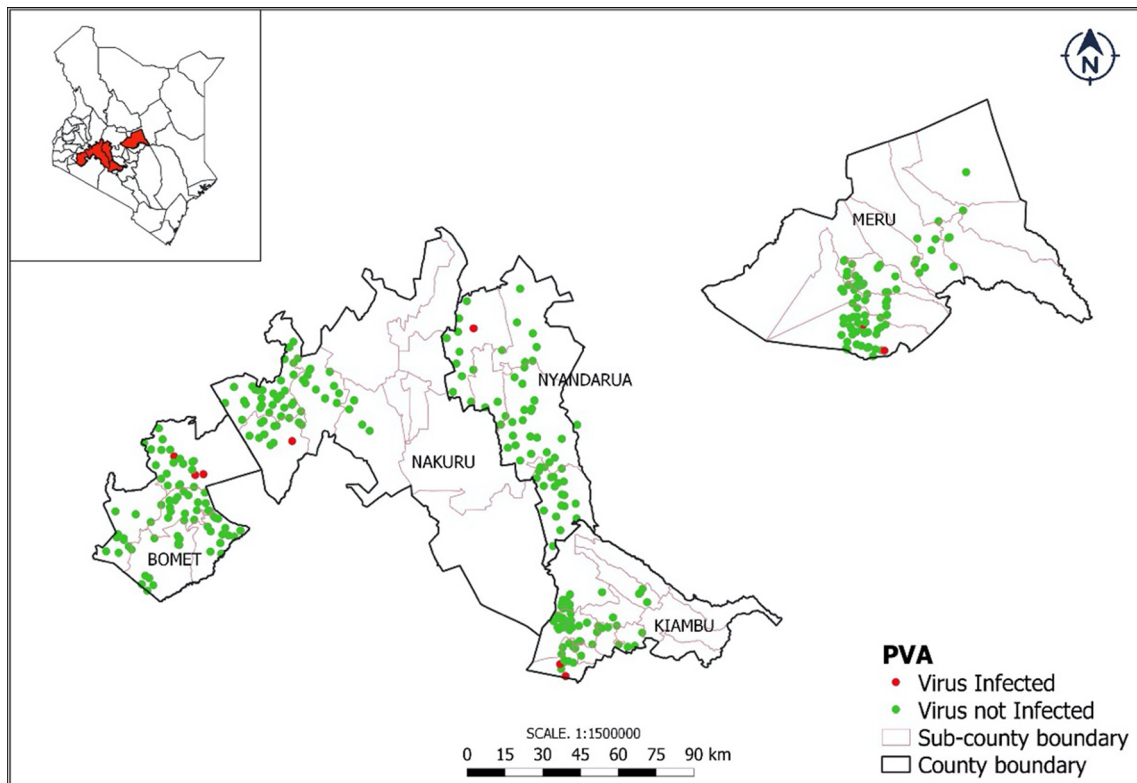 N
MERU
NYANDARUA
NAKURU
BOMET
KIAMBU
PVA
Virus Infected
Virus not Infected
Sub-county boundary
County boundary
SCALE. 1:1500000
0 15 30 45 60 75 90 km